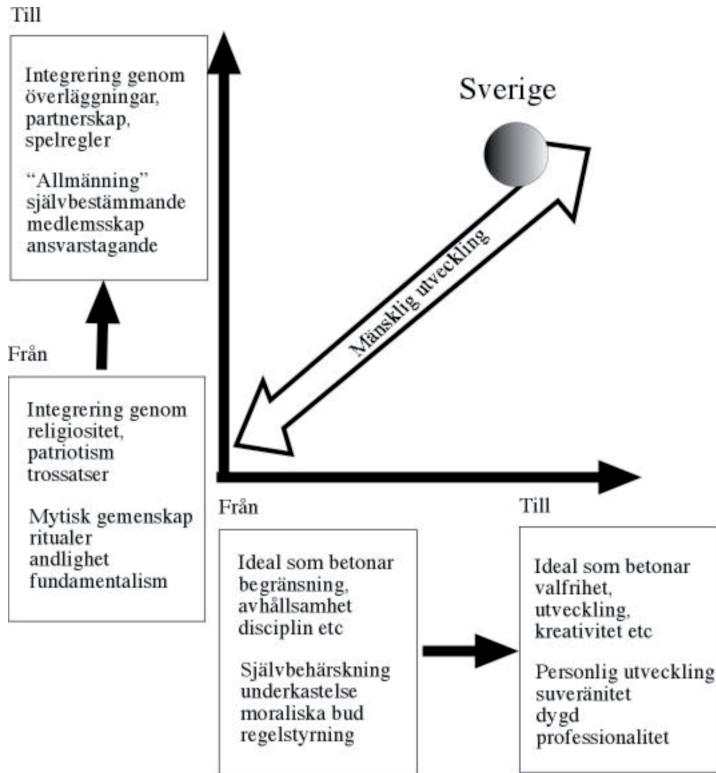 Till
Integrering genom
överläggningar,
partnerskap,
spelregler
“Allmänning”
självbestämmande
medlemsskap
ansvarstagande
Från
Integrering genom
religiositet,
patriotism
trossatser
Mytisk gemenskap
ritualer
andlighet
fundamentalism
Sverige
Mänsklig utveckling
Från
Ideal som betonar
begränsning,
avhållsamhet
disciplin etc
Självbehärskning
underkastelse
moraliska bud
regelstyrning
Till
Ideal som betonar
valfrihet,
utveckling,
kreativitet etc
Personlig utveckling
suveränitet
dygd
professionalitet